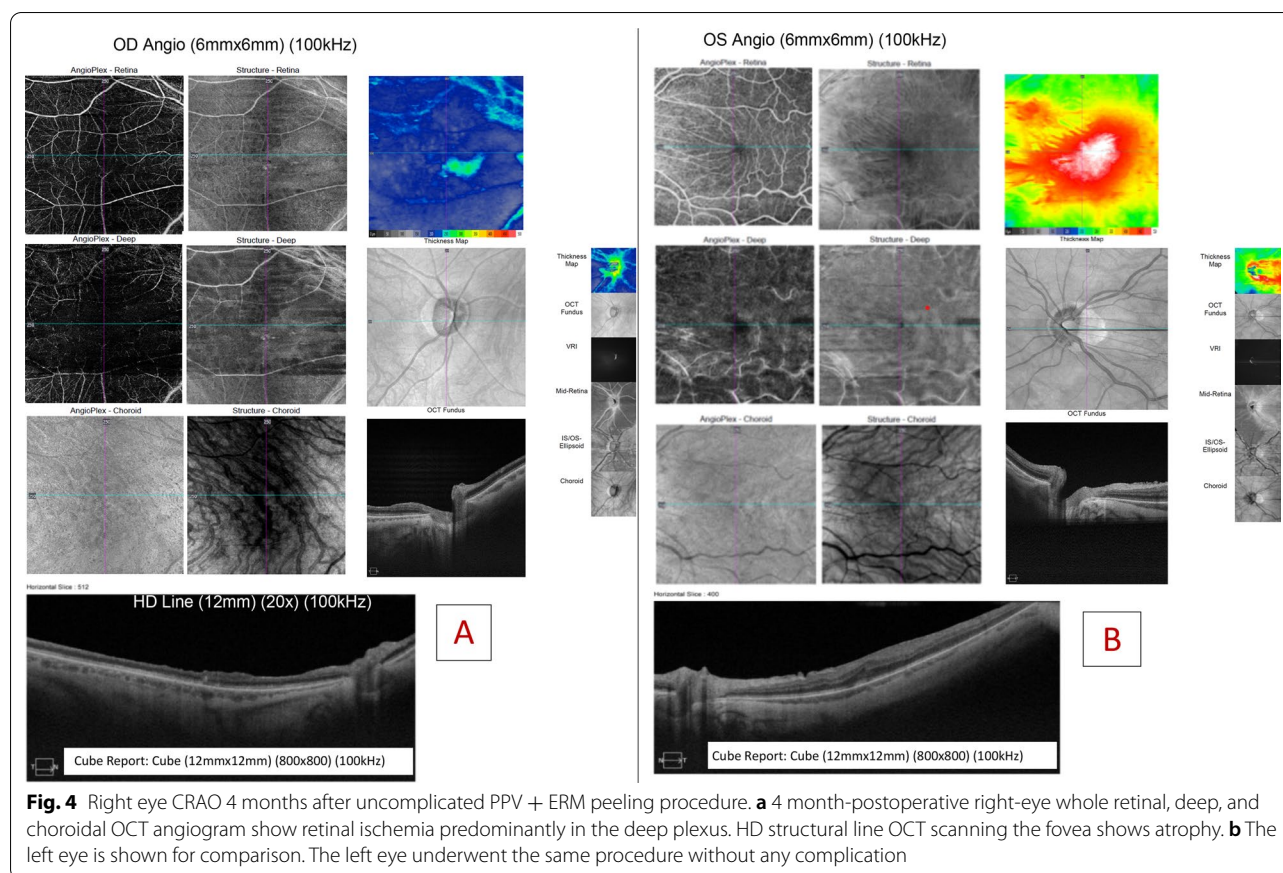 OD Angio (6mmx6mm) (100kHz)
AngioPlex - Retina
Structure - Retina
Thickness Map
AngioPlex - Deep
Structure - Deep
OCT Fundus
AngioPlex - Choroid
Structure - Choroid
Thickness
Map
OCT
Fundus
VRI
Mid-Retina
IS/OS-
Ellipsoid
Choroid
Horizontal Slice : 512
HD Line (12mm) (20x) (100kHz)
Cube Report: Cube (12mmx12mm) (800x800) (100kHz)
A
OS Angio (6mmx6mm) (100kHz)
AngioPlex - Retina
Structure - Retina
Thickness Map
AngioPlex - Deep
Structure - Deep
OCT Fundus
AngioPlex - Choroid
Structure - Choroid
Thickness
Map
OCT
Fundus
VRI
Mid-Retina
IS/OS-
Ellipsoid
Choroid
Horizontal Slice : 400
Cube Report: Cube (12mmx12mm) (800x800) (100kHz)
B
Fig. 4 Right eye CRAO 4 months after uncomplicated PPV + ERM peeling procedure. a 4 month-postoperative right-eye whole retinal, deep, and
choroidal OCT angiogram show retinal ischemia predominantly in the deep plexus. HD structural line OCT scanning the fovea shows atrophy. b The
left eye is shown for comparison. The left eye underwent the same procedure without any complication